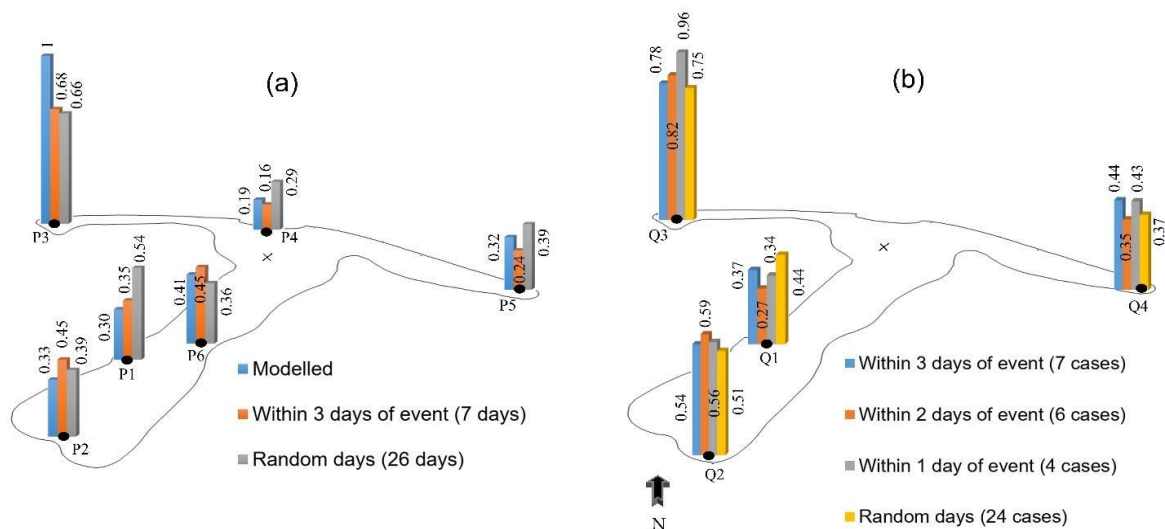 (a)
1
0.68
0.66
P3
0.19
0.16
0.29
P4
×
0.32
0.24
0.39
P5
0.30
0.35
0.54
P1
0.41
0.45
0.36
P6
0.33
0.45
0.39
P2
Modelled
Within 3 days of event (7 days)
Random days (26 days)
(b)
0.78
0.82
0.96
0.75
Q3
×
0.44
0.35
0.43
0.37
Q4
0.37
0.27
0.34
0.44
Q1
0.54
0.59
0.56
0.51
Q2
N
Within 3 days of event (7 cases)
Within 2 days of event (6 cases)
Within 1 day of event (4 cases)
Random days (24 cases)